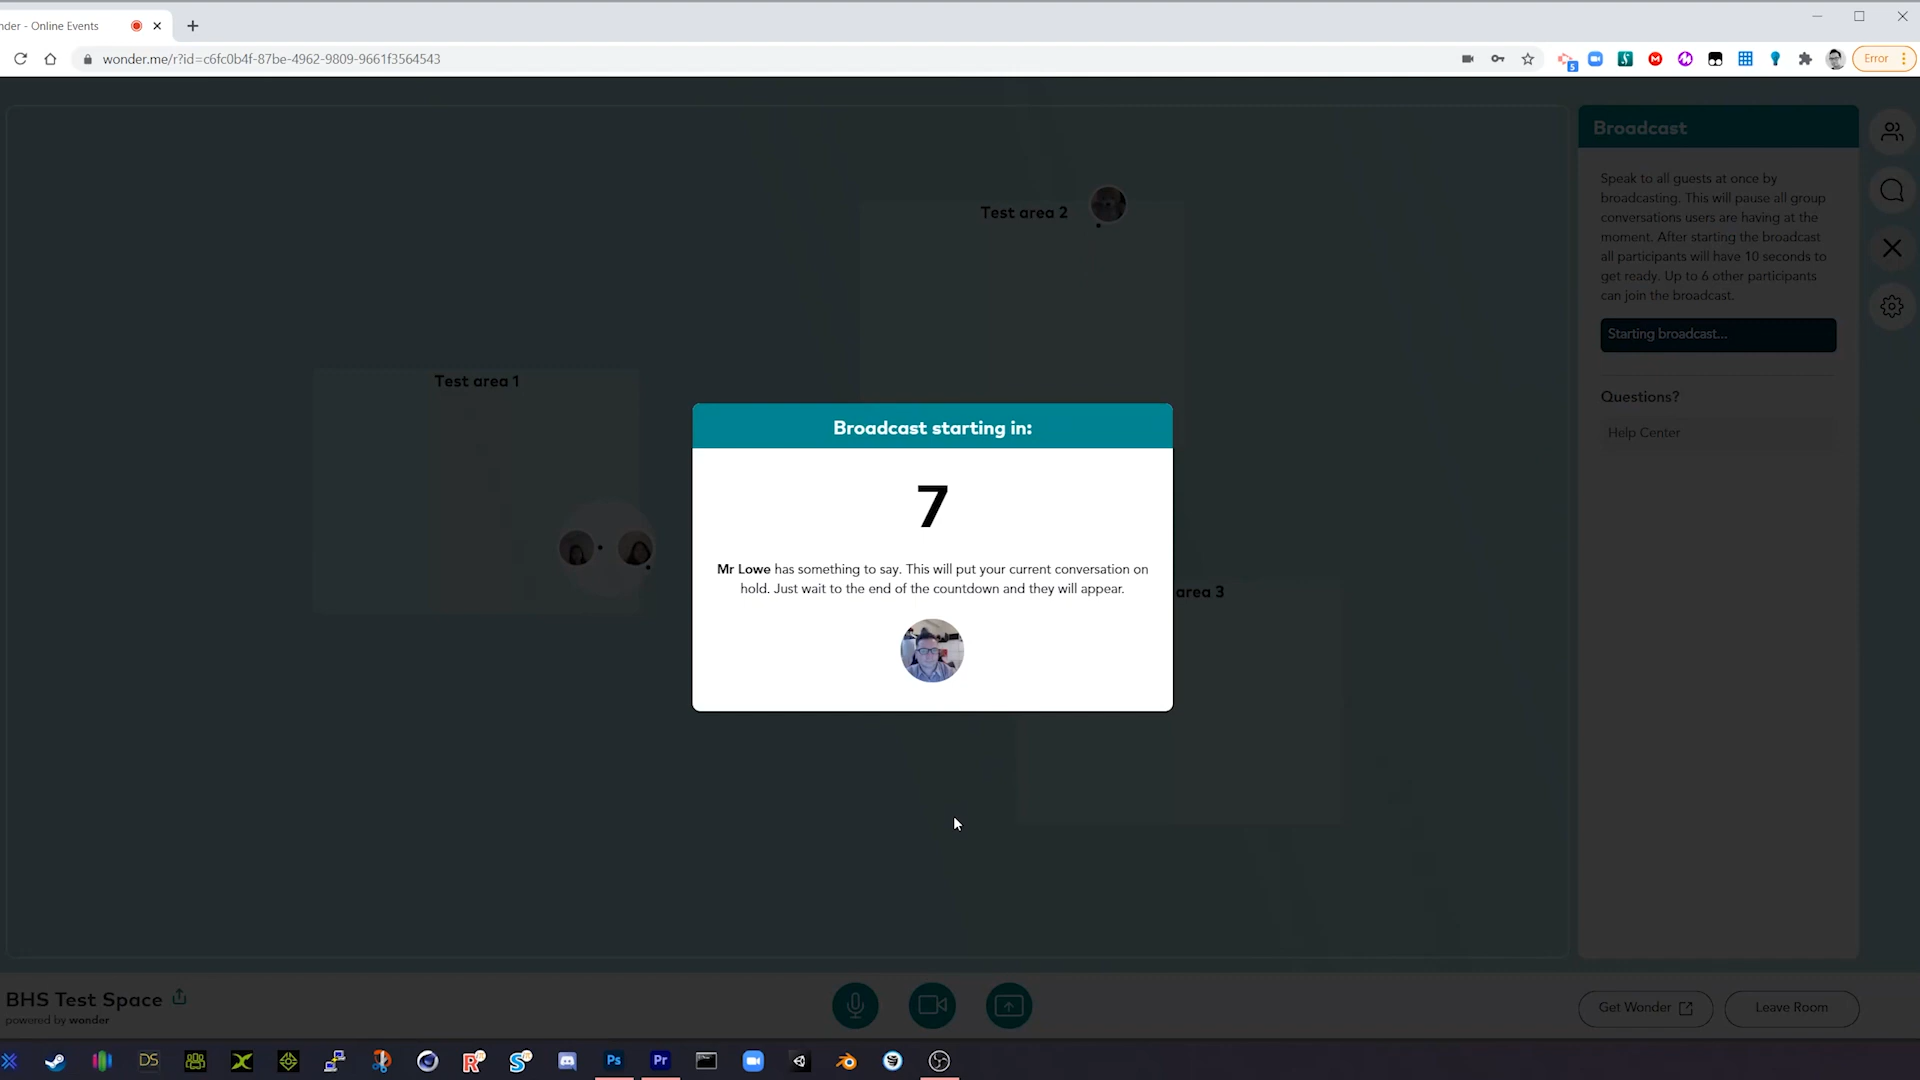 nder - Online Events
wonder.me/r?id=c6fc0b4f-87be-4962-9809-9661f3564543
5
Error
Broadcast
Speak to all guests at once by
broadcasting. This will pause all group
conversations users are having at the
moment. After starting the broadcast
all participants will have 10 seconds to
get ready. Up to 6 other participants
can join the broadcast.
Starting broadcast...
Questions?
Help Center
Test area 2
Test area 1
Broadcast starting in:
7
Mr Lowe has something to say. This will put your current conversation on
hold. Just wait to the end of the countdown and they will appear.
area 3
BHS Test Space
powered by wonder
Get Wonder
Leave Room
DS
Ps
Pr